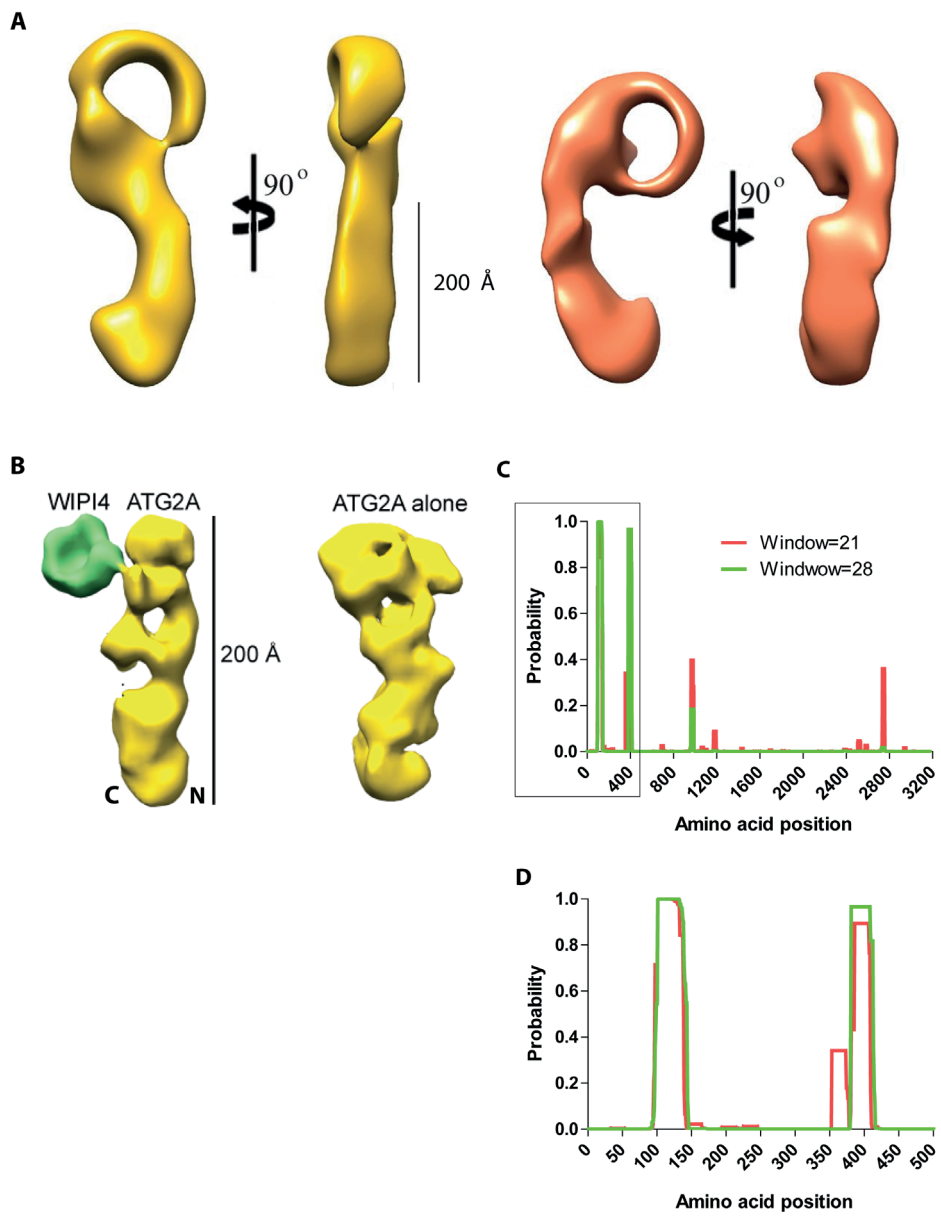 A
90°
200 Å
90°
B
WIPI4 ATG2A
ATG2A alone
200 Å
C N
C
Probability
1.0
0.8
0.6
0.4
0.2
0.0
Window=21
Windwow=28
0 400 800 1200 1600 2000 2400 2800 3200
Amino acid position
D
Probability
1.0
0.8
0.6
0.4
0.2
0.0
0 50 100 150 200 250 300 350 400 450 500
Amino acid position